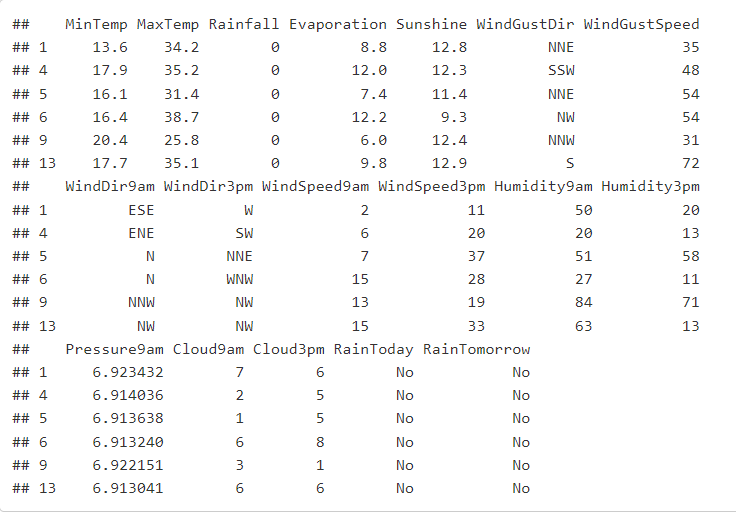 ##    MinTemp MaxTemp Rainfall Evaporation Sunshine WindGustDir WindGustSpeed
## 1     13.6    34.2        0         8.8     12.8         NNE            35
## 4     17.9    35.2        0        12.0     12.3         SSW            48
## 5     16.1    31.4        0         7.4     11.4         NNE            54
## 6     16.4    38.7        0        12.2      9.3          NW            54
## 9     20.4    25.8        0         6.0     12.4         NNW            31
## 13    17.7    35.1        0         9.8     12.9           S            72
##    WindDir9am WindDir3pm WindSpeed9am WindSpeed3pm Humidity9am Humidity3pm
## 1         ESE          W            2           11          50          20
## 4         ENE         SW            6           20          20          13
## 5           N        NNE            7           37          51          58
## 6           N        WNW           15           28          27          11
## 9         NNW         NW           13           19          84          71
## 13         NW         NW           15           33          63          13
##    Pressure9am Cloud9am Cloud3pm RainToday RainTomorrow
## 1     6.923432        7        6        No           No
## 4     6.914036        2        5        No           No
## 5     6.913638        1        5        No           No
## 6     6.913240        6        8        No           No
## 9     6.922151        3        1        No           No
## 13    6.913041        6        6        No           No